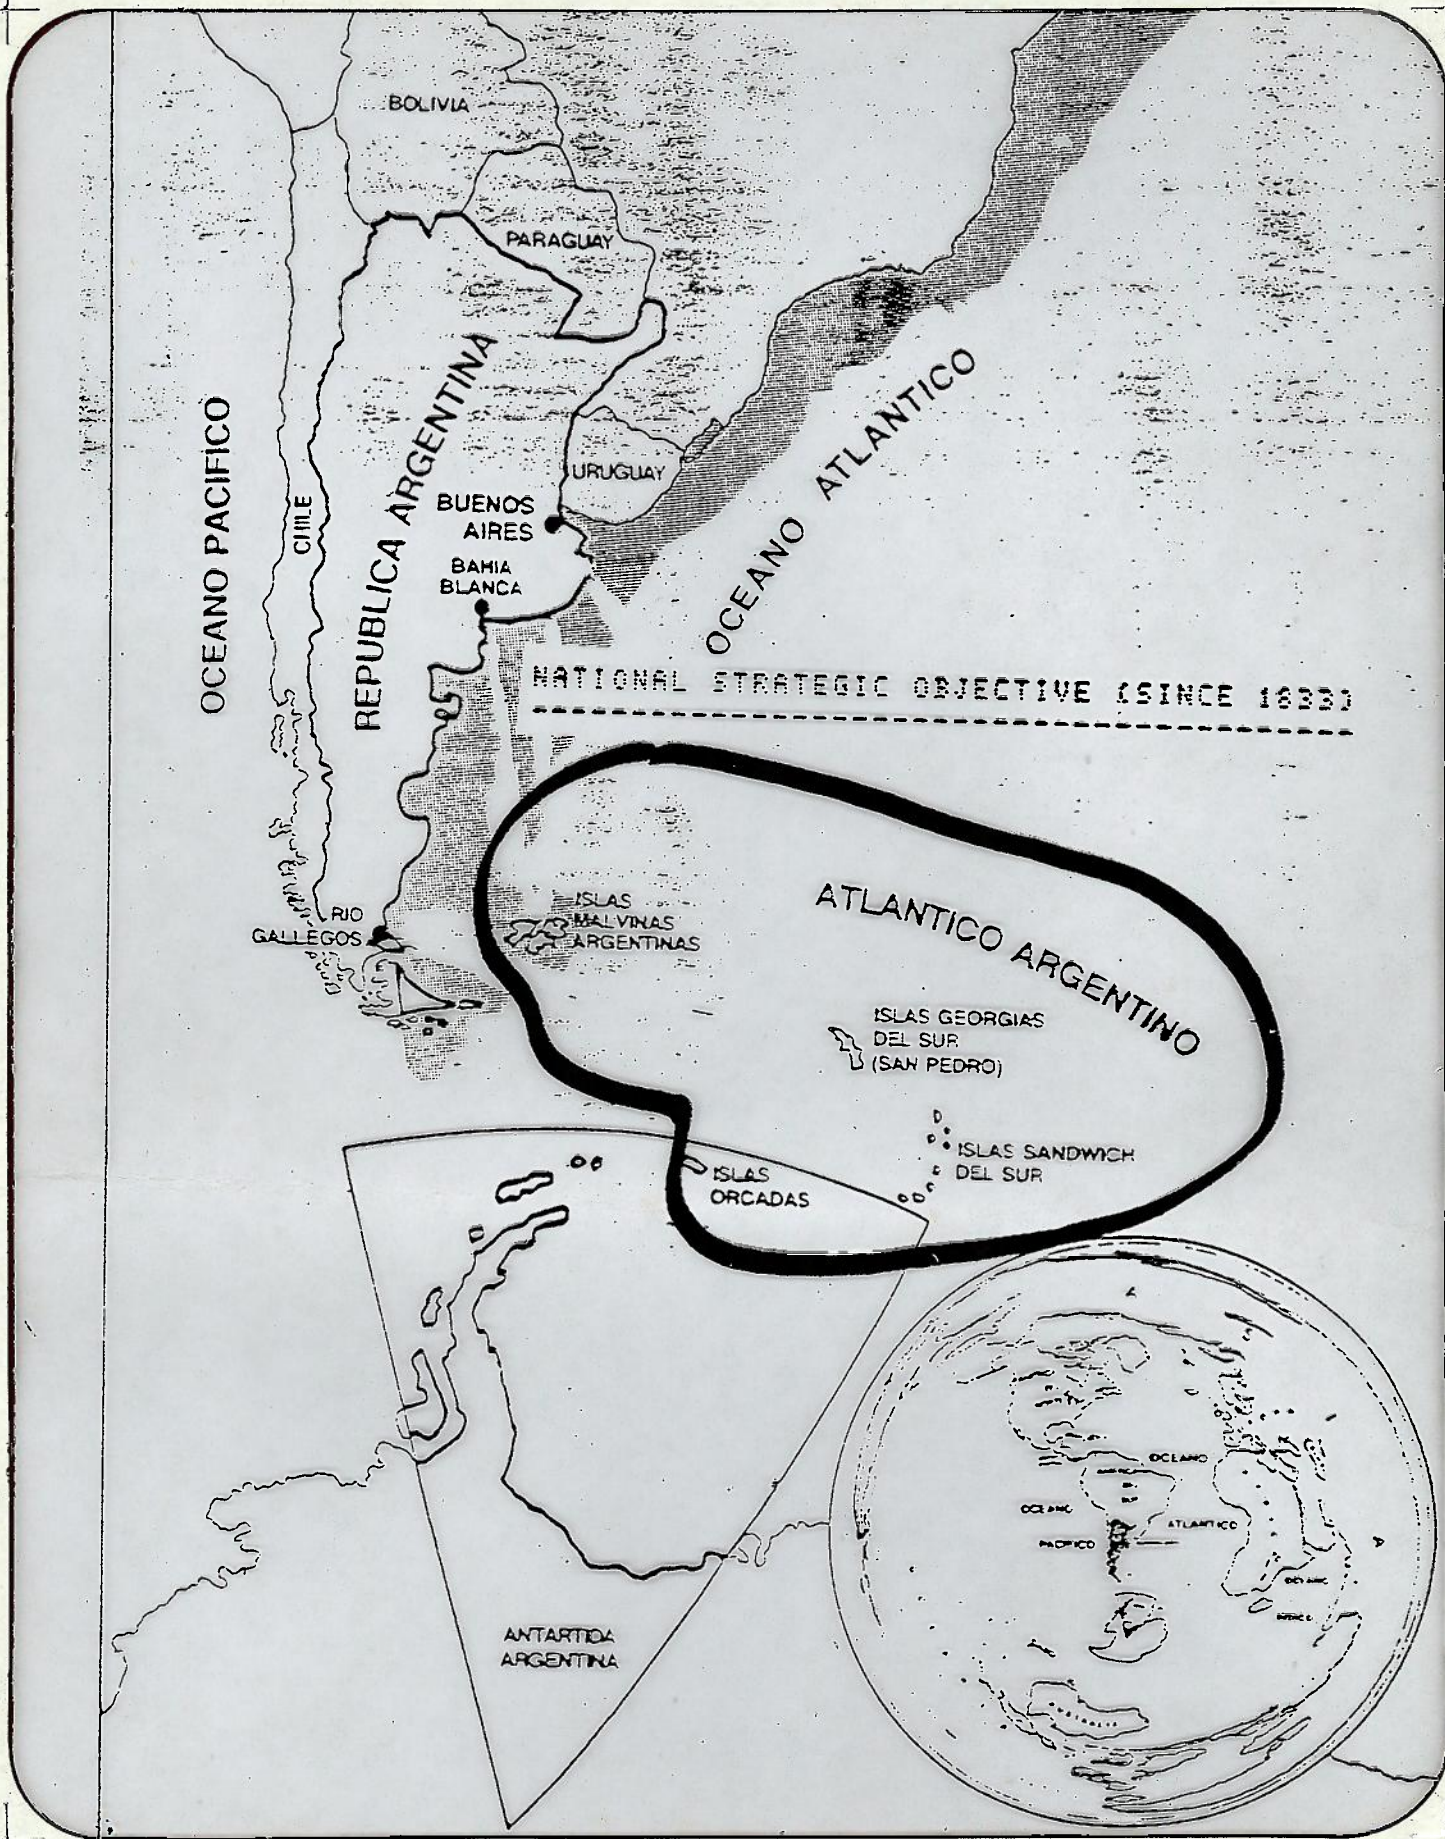 BOLIVIA
PARAGUAY
REPUBLICA ARGENTINA
OCEANO PACIFICO
CHILE
URUGUAY
BUENOS
AIRES
BAHIA
BLANCA
OCEANO ATLANTICO
NATIONAL STRATEGIC OBJECTIVE (SINCE 1833)
ISLAS
MALVINAS
ARGENTINAS
RIO
GALLEGOS
ATLANTICO ARGENTINO
ISLAS GEORGIAS
DEL SUR
(SAN PEDRO)
ISLAS SANDWICH
DEL SUR
ISLAS
ORCADAS
ANTARTIDA
ARGENTINA
OCEANO
ATLANTICO
OCEANO
PACIFICO